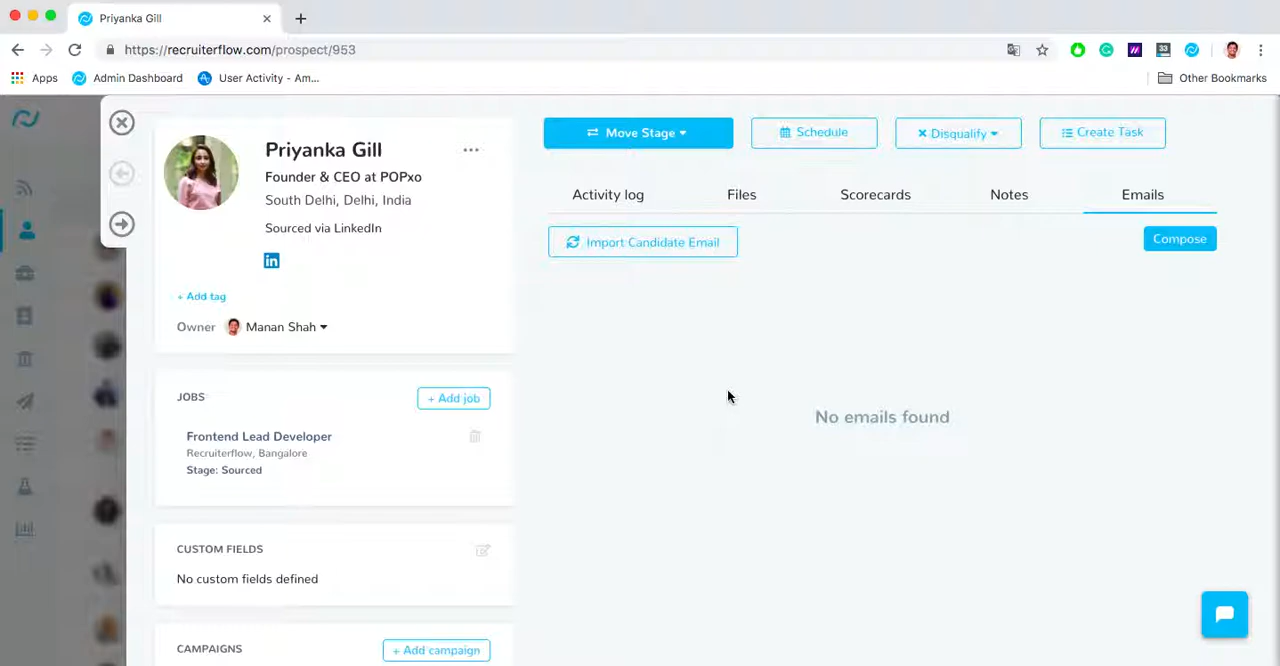 Priyanka Gill
https://recruiterflow.com/prospect/953
33
Apps Admin Dashboard User Activity - Am... Other Bookmarks
Priyanka Gill
Founder & CEO at POPxo
South Delhi, Delhi, India
Sourced via LinkedIn
in
+ Add tag
Owner Manan Shah
JOBS + Add job
Frontend Lead Developer
Recruiterflow, Bangalore
Stage: Sourced
CUSTOM FIELDS
No custom fields defined
CAMPAIGNS + Add campaign
Move Stage Schedule Disqualify Create Task
Activity log Files Scorecards Notes Emails
Import Candidate Email Compose
No emails found